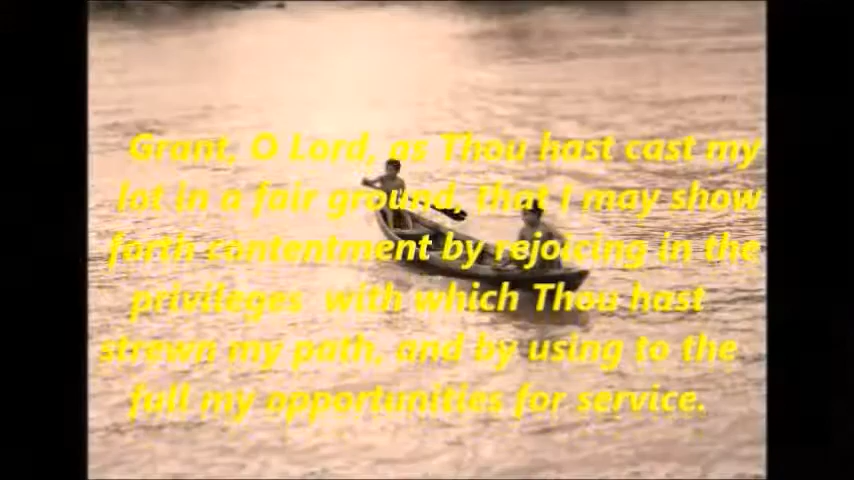 Grant, O Lord, as Thou hast cast my
lot in a fair ground, that I may show
forth contentment by rejoicing in the
privileges with which Thou hast
strewn my path, and by using to the
full my opportunities for service.